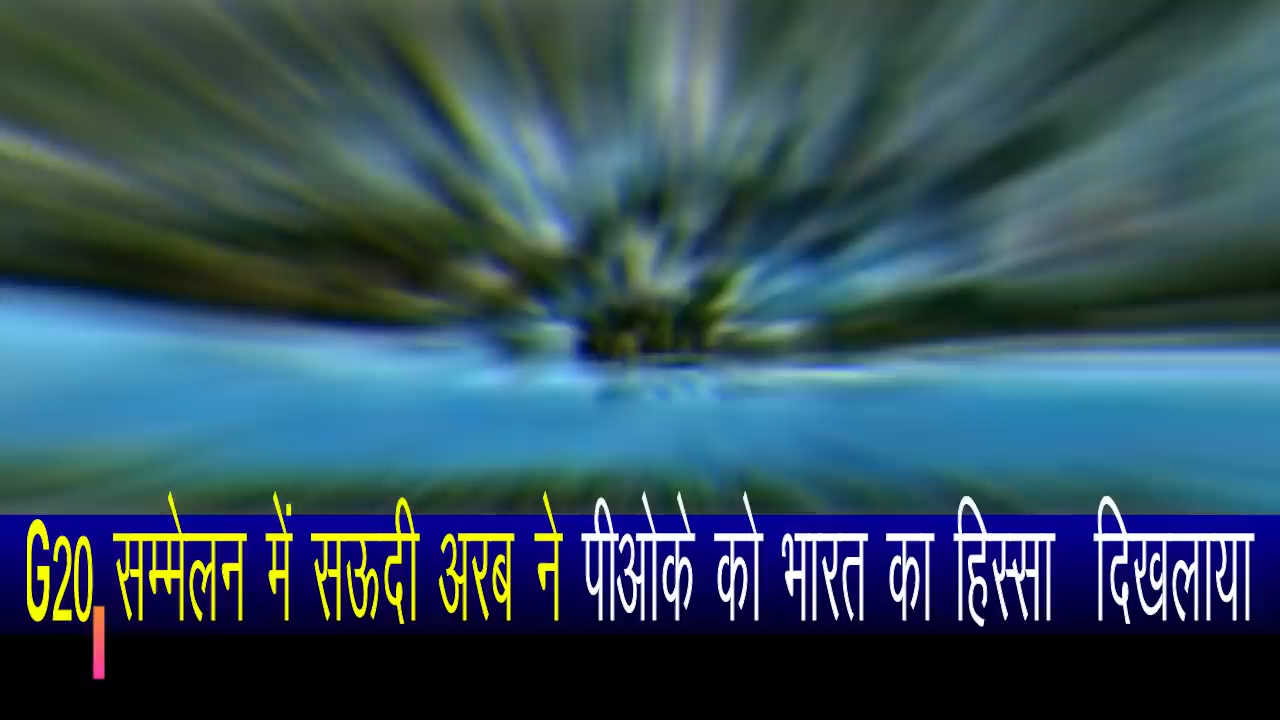 G20 सम्मेलन में सऊदी अरब ने पीओके को भारत का हिस्सा दिखलाया